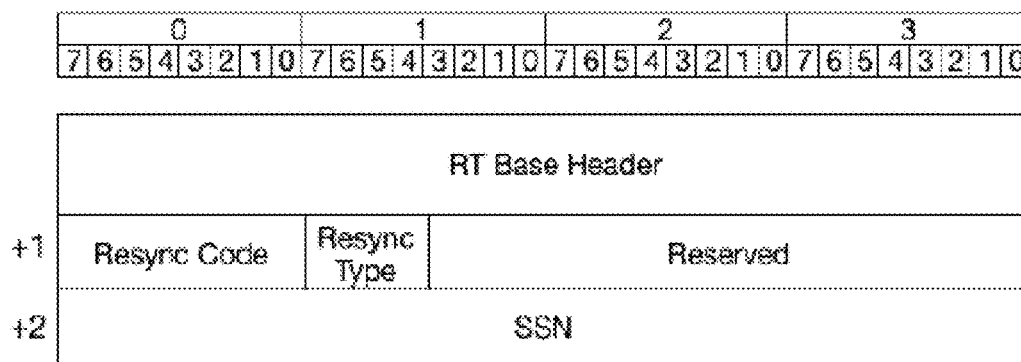 0 1 2 3
7 6 5 4 3 2 1 0 7 6 5 4 3 2 1 0 7 6 5 4 3 2 1 0 7 6 5 4 3 2 1 0
RT Base Header
+1 Resync Code Resync Type Reserved
+2 SSN